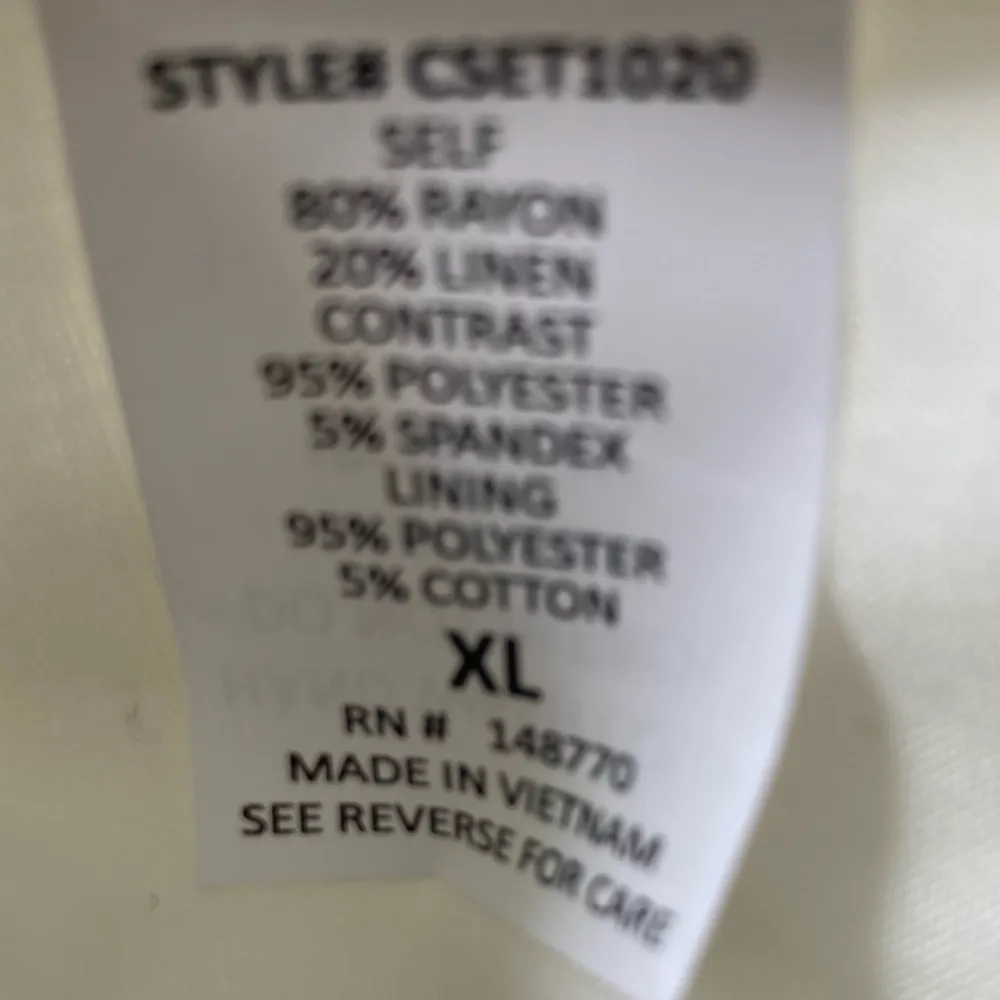 STYLE# CSET1020
SELF
80% RAYON
20% LINEN
CONTRAST
95% POLYESTER
5% SPANDEX
LINING
95% POLYESTER
5% COTTON
XL
RN # 148770
MADE IN VIETNAM
SEE REVERSE FOR CARE